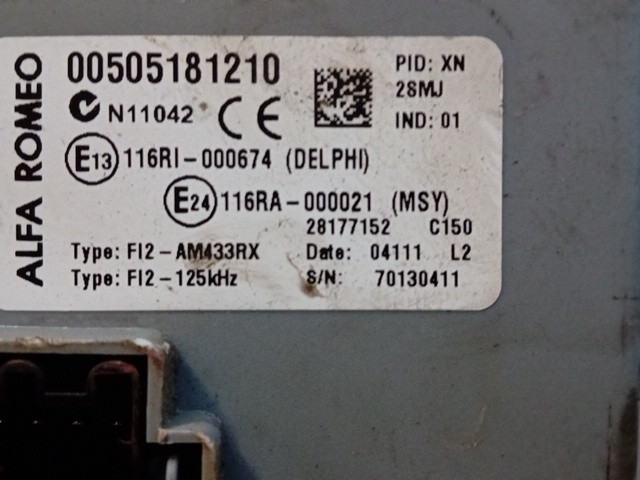 ALFA ROMEO
00505181210
PID: XN
28MJ
N11042 CE
IND: 01
E13 116RI-000674 (DELPHI)
E24 116RA-000021 (MSY)
28177152 C150
Type: FI2-AM433RX Date: 04111 L2
Type: FI2-125kHz S/N: 70130411